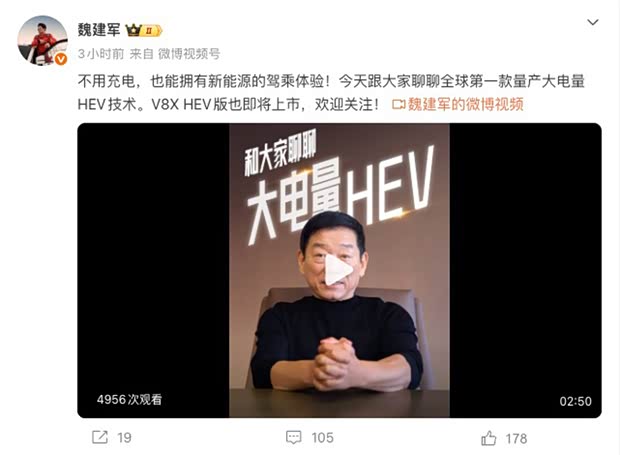 魏建军 II
3小时前 来自 微博视频号
不用充电，也能拥有新能源的驾乘体验！今天跟大家聊聊全球第一款量产大电量
HEV技术。V8X HEV版也即将上市，欢迎关注！ 魏建军的微博视频
和大家聊聊
大电量HEV
4956次观看
02:50
19
105
178